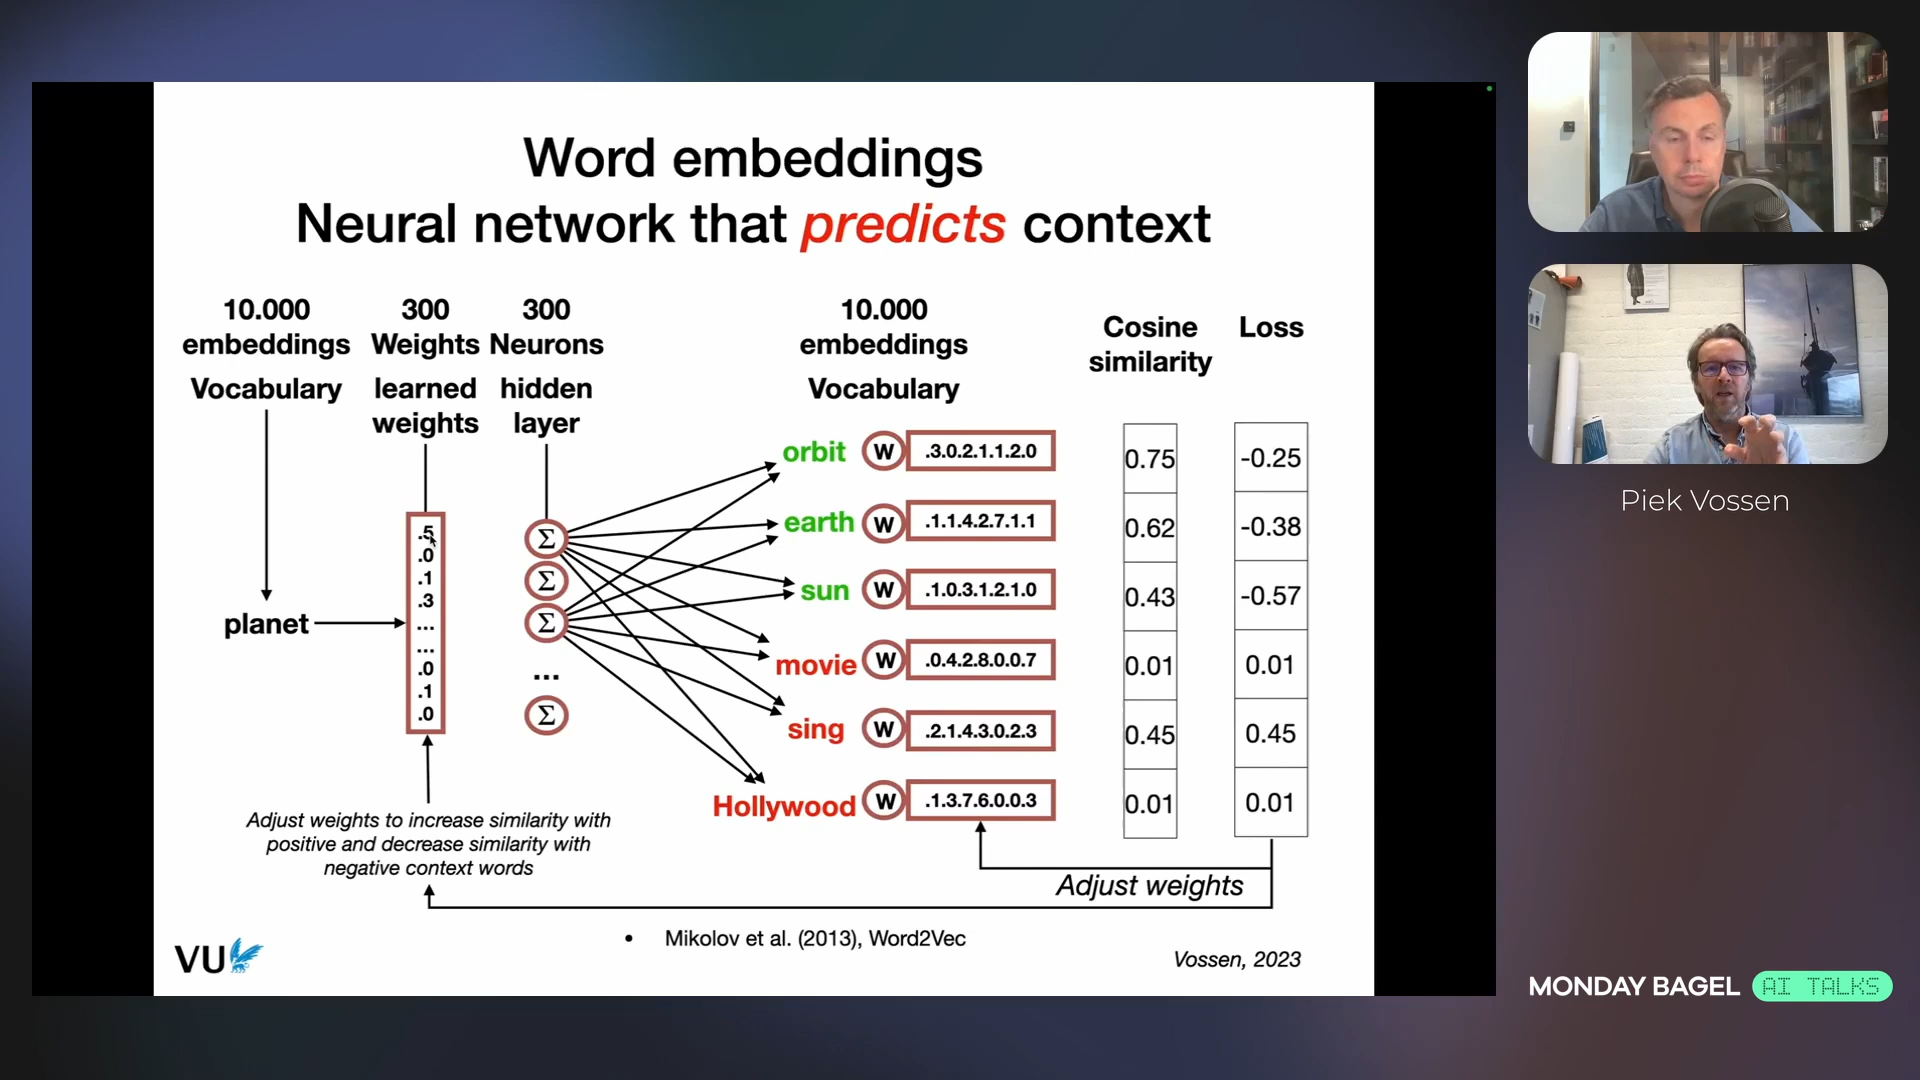 Word embeddings
Neural network that predicts context
10.000
embeddings
Vocabulary
300
Weights
learned
weights
300
Neurons
hidden
layer
10.000
embeddings
Vocabulary
Cosine
similarity
Loss
planet
.5
.0
.1
.3
...
...
.0
.1
.0
Σ
Σ
Σ
...
Σ
orbit W .3.0.2.1.1.2.0 0.75 -0.25
earth W .1.1.4.2.7.1.1 0.62 -0.38
sun W .1.0.3.1.2.1.0 0.43 -0.57
movie W .0.4.2.8.0.0.7 0.01 0.01
sing W .2.1.4.3.0.2.3 0.45 0.45
Hollywood W .1.3.7.6.0.0.3 0.01 0.01
Adjust weights to increase similarity with
positive and decrease similarity with
negative context words
Adjust weights
• Mikolov et al. (2013), Word2Vec
VU
Vossen, 2023
Piek Vossen
MONDAY BAGEL AI TALKS